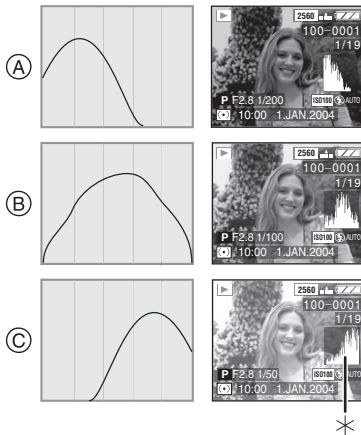 A
2560
100-0001
1/19
P F2.8 1/200
ISO100 AUTO
10:00 1.JAN.2004
B
2560
100-0001
1/19
P F2.8 1/100
ISO100 AUTO
10:00 1.JAN.2004
C
2560
100-0001
1/19
P F2.8 1/50
ISO100 AUTO
10:00 1.JAN.2004